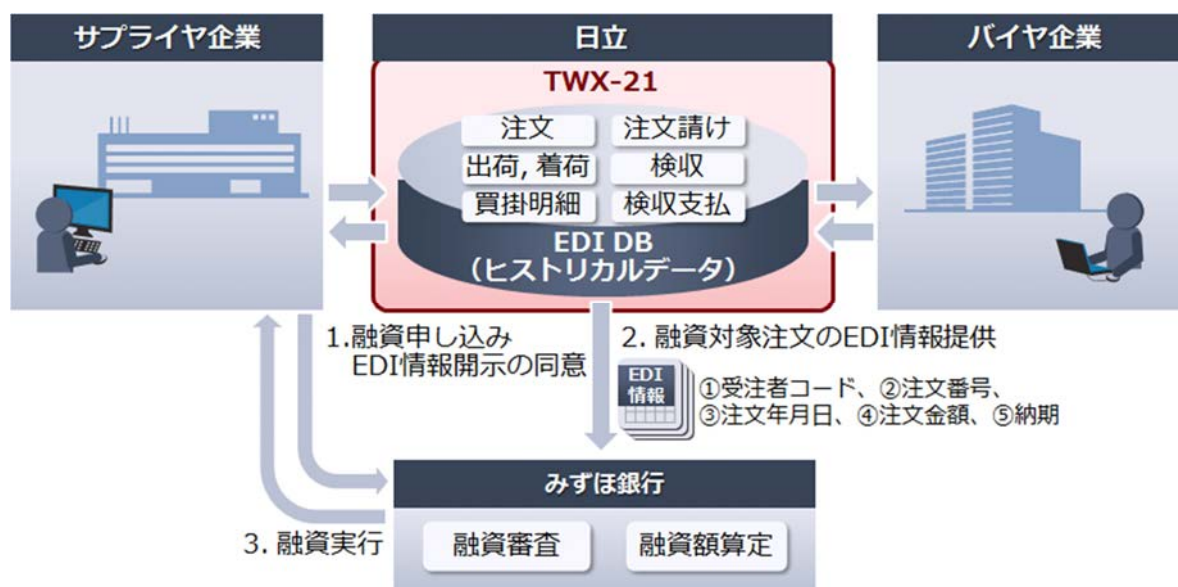 サプライヤ企業
日立
バイヤ企業
TWX-21
注文
注文請け
出荷, 着荷
検収
買掛明細
検収支払
EDI DB
（ヒストリカルデータ）
1.融資申し込み
EDI情報開示の同意
2. 融資対象注文のEDI情報提供
EDI
情報
①受注者コード、②注文番号、
③注文年月日、④注文金額、⑤納期
みずほ銀行
3. 融資実行
融資審査
融資額算定